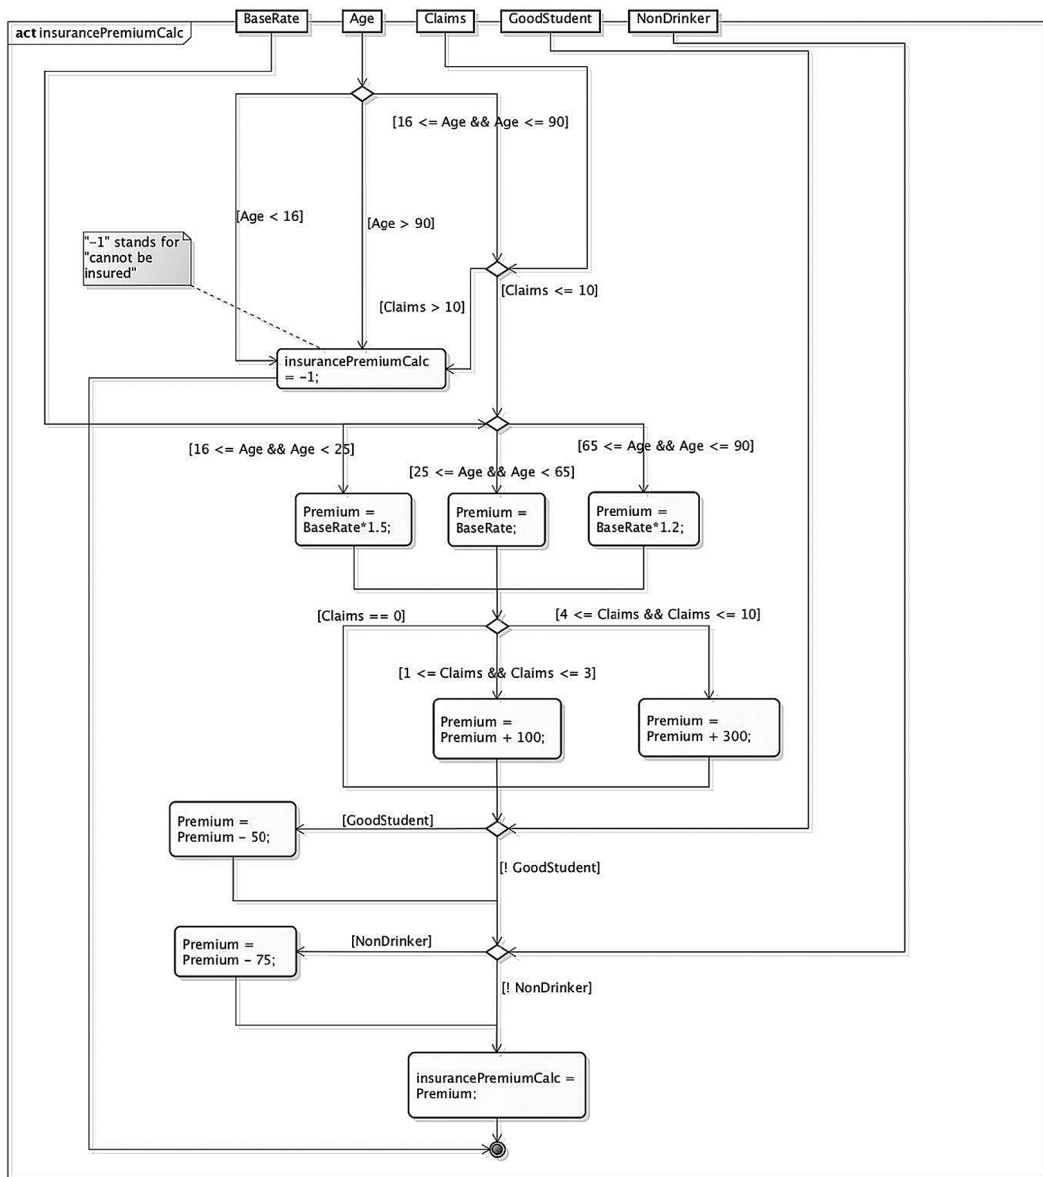 BaseRate
Age
Claims
GoodStudent
NonDrinker
act insurancePremiumCalc
[16 <= Age && Age <= 90]
[Age < 16]
[Age > 90]
"-1" stands for
"cannot be
insured"
[Claims <= 10]
[Claims > 10]
insurancePremiumCalc
= -1;
[16 <= Age && Age < 25]
[65 <= Age && Age <= 90]
[25 <= Age && Age < 65]
Premium =
BaseRate*1.5;
Premium =
BaseRate;
Premium =
BaseRate*1.2;
[Claims == 0]
[4 <= Claims && Claims <= 10]
[1 <= Claims && Claims <= 3]
Premium =
Premium + 100;
Premium =
Premium + 300;
Premium =
Premium - 50;
[GoodStudent]
[! GoodStudent]
Premium =
Premium - 75;
[NonDrinker]
[! NonDrinker]
insurancePremiumCalc =
Premium;